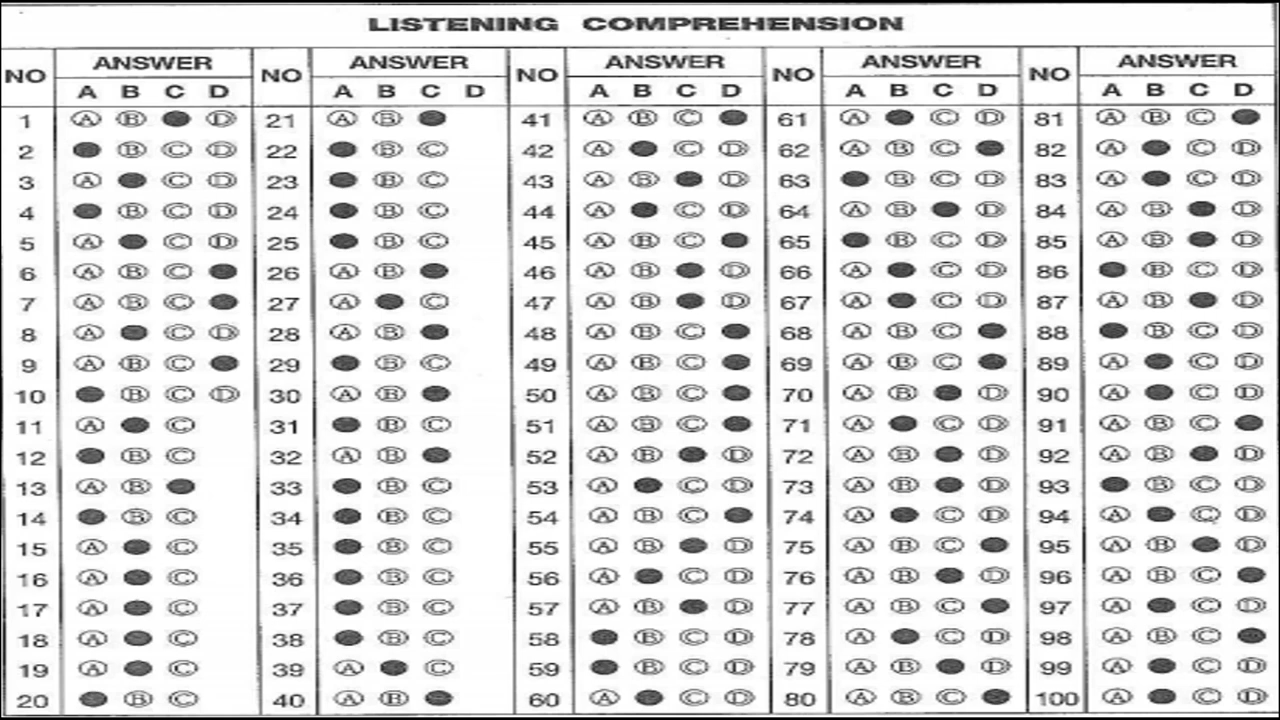 LISTENING COMPREHENSION
NO ANSWER NO ANSWER NO ANSWER NO ANSWER NO ANSWER
A B C D A B C D A B C D A B C D A B C D
1 A B D 21 A B 41 A B C 61 A C D 81 A B C
2 B C D 22 B C 42 A C D 62 A B C 82 A C D
3 A C D 23 B C 43 A B D 63 B C D 83 A C D
4 B C D 24 B C 44 A C D 64 A B D 84 A B D
5 A C D 25 B C 45 A B C 65 B C D 85 A B D
6 A B C 26 A B 46 A B D 66 A C D 86 B C D
7 A B C 27 A C 47 A B D 67 A C D 87 A B D
8 A C D 28 A B 48 A B C 68 A B C 88 B C D
9 A B C 29 B C 49 A B C 69 A B C 89 A C D
10 B C D 30 A B 50 A B C 70 A B D 90 A C D
11 A C 31 B C 51 A B C 71 A C D 91 A B C
12 B C 32 A B 52 A B D 72 A B D 92 A B D
13 A B 33 B C 53 A C D 73 A B D 93 B C D
14 B C 34 B C 54 A B C 74 A C D 94 A C D
15 A C 35 B C 55 A B D 75 A B C 95 A B D
16 A C 36 B C 56 A C D 76 A B D 96 A B C
17 A C 37 B C 57 A B D 77 A B C 97 A C D
18 A C 38 B C 58 B C D 78 A C D 98 A B C
19 A C 39 A C 59 B C D 79 A B D 99 A C D
20 B C 40 A B 60 A C D 80 A B C 100 A C D